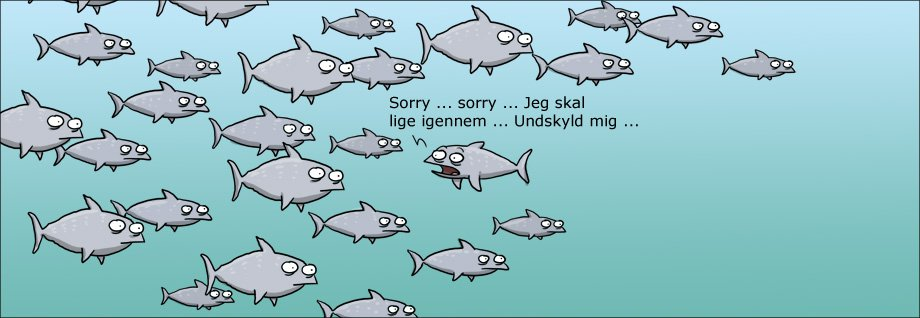 Sorry ... sorry ... Jeg skal
lige igennem ... Undskyld mig ...